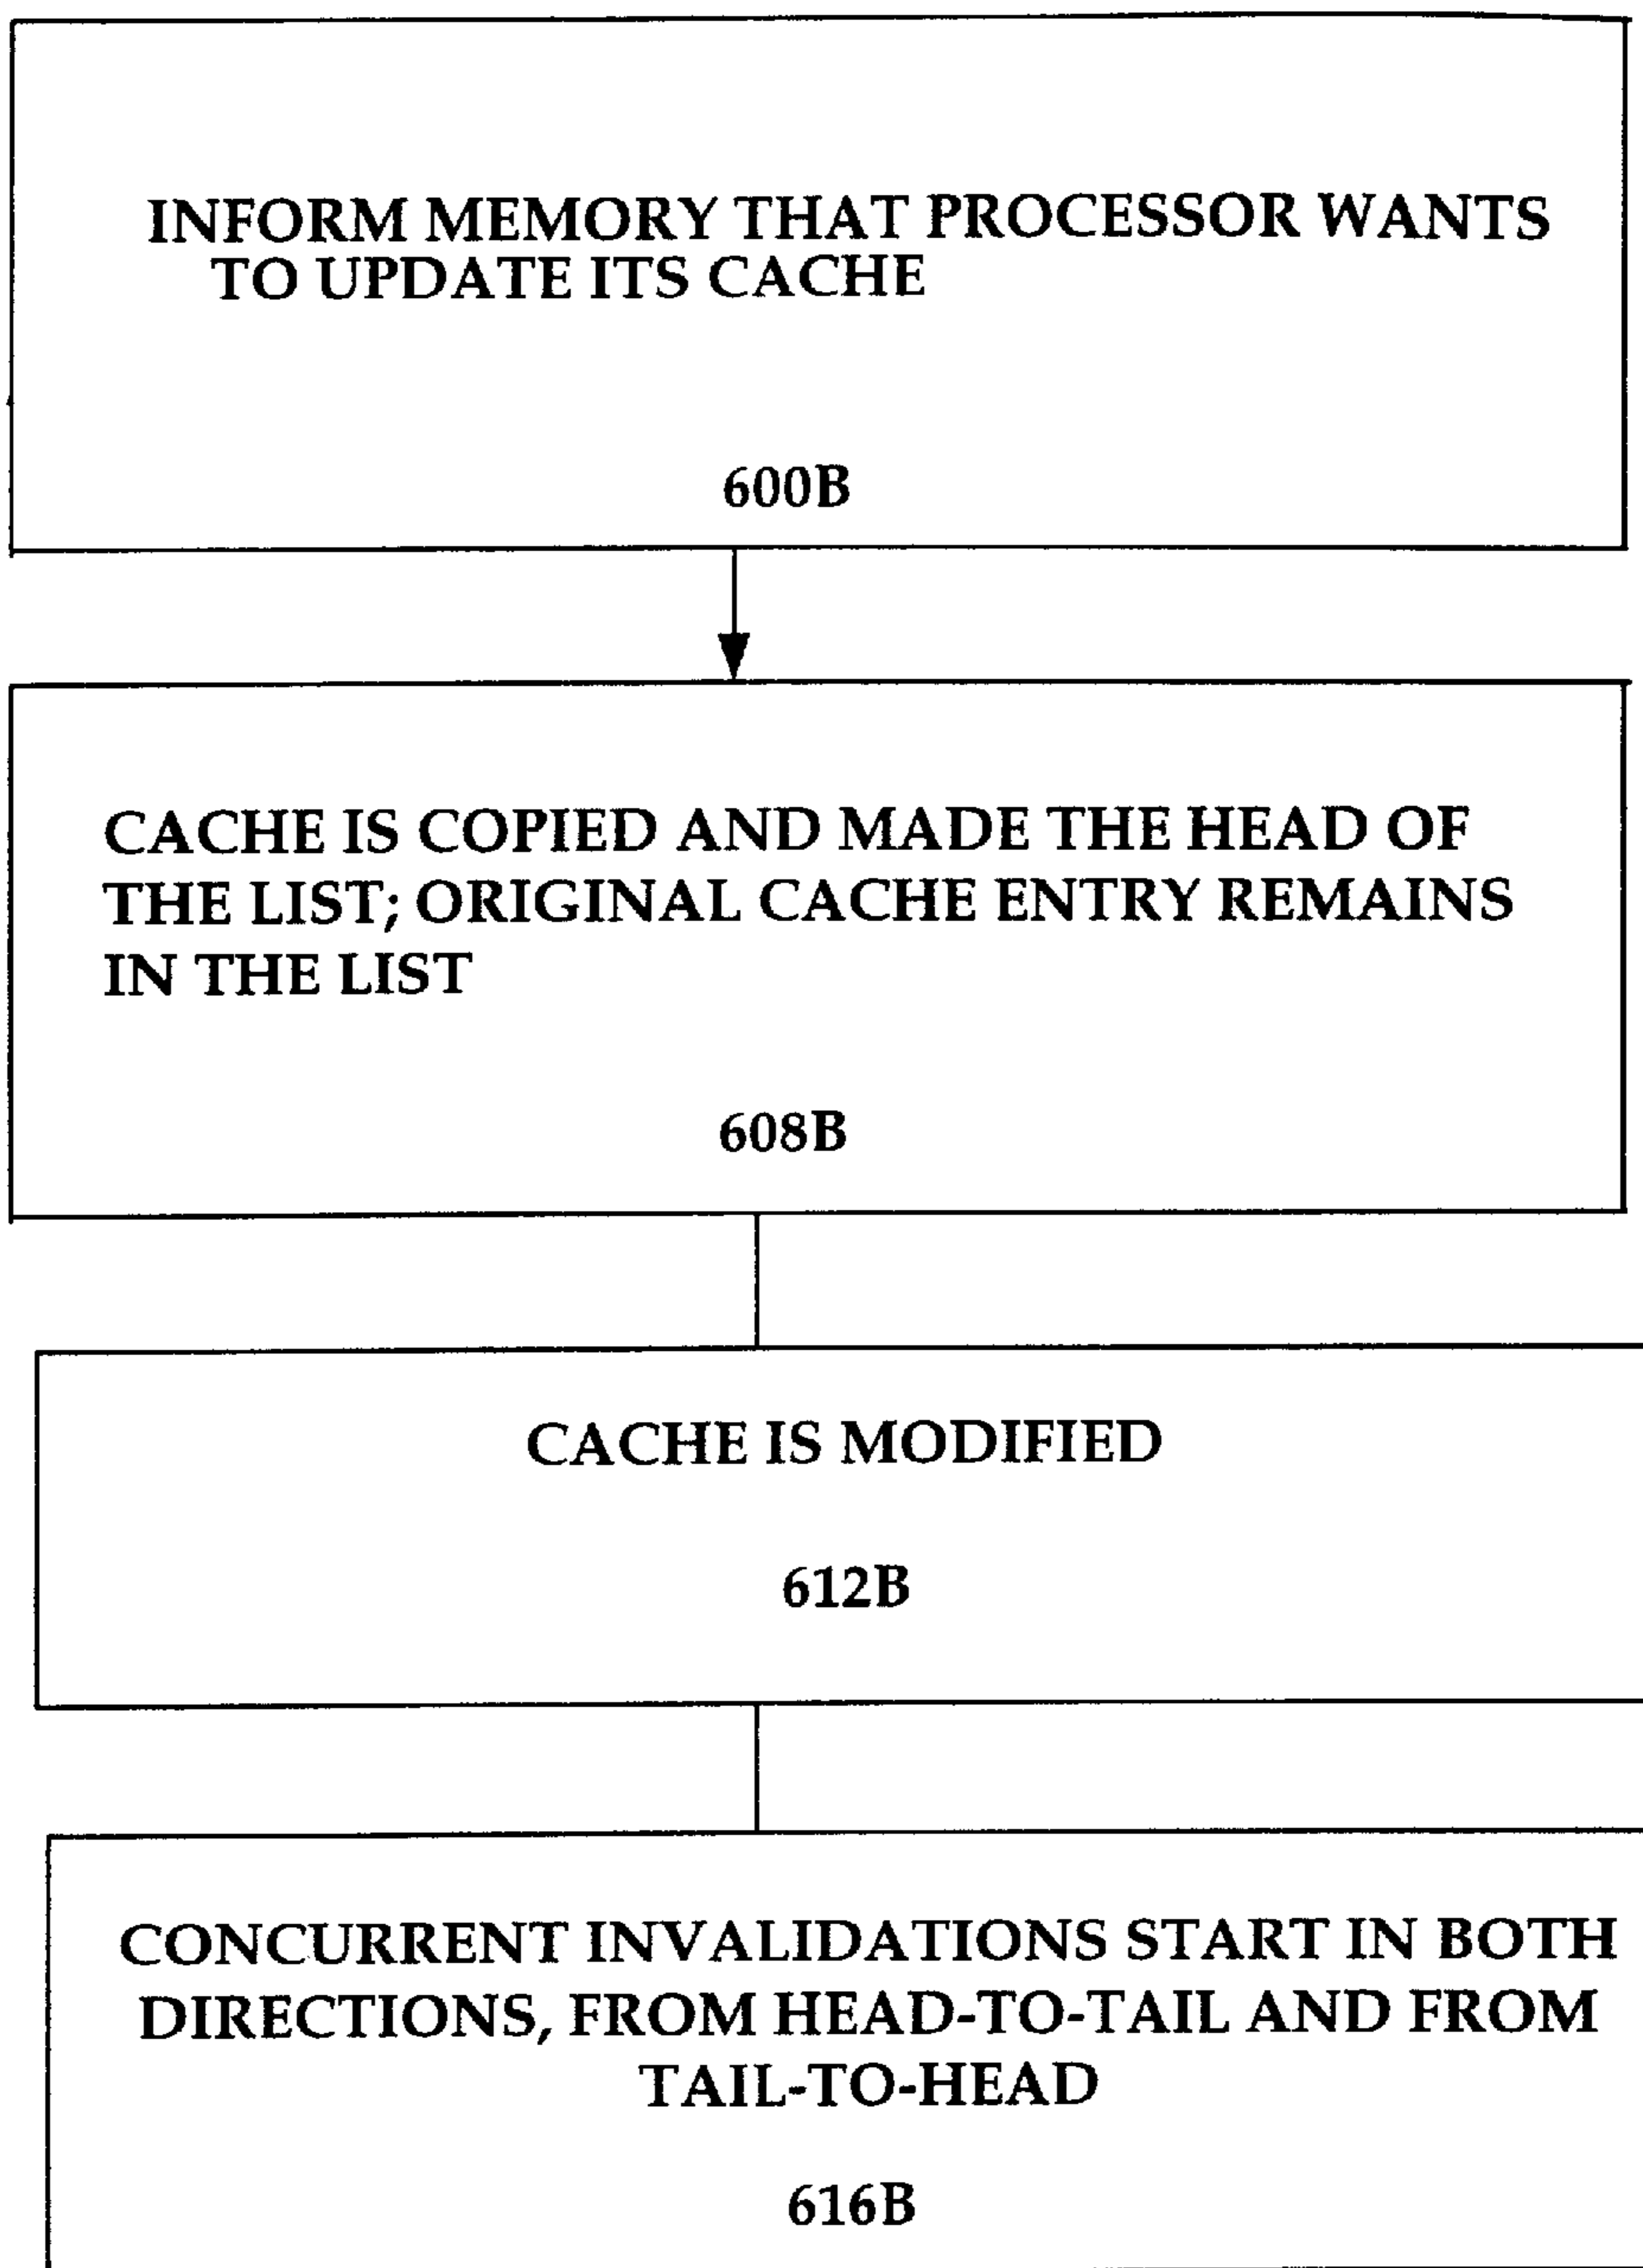 INFORM MEMORY THAT PROCESSOR WANTS
TO UPDATE ITS CACHE
600B
CACHE IS COPIED AND MADE THE HEAD OF
THE LIST; ORIGINAL CACHE ENTRY REMAINS
IN THE LIST
608B
CACHE IS MODIFIED
612B
CONCURRENT INVALIDATIONS START IN BOTH
DIRECTIONS, FROM HEAD-TO-TAIL AND FROM
TAIL-TO-HEAD
616B